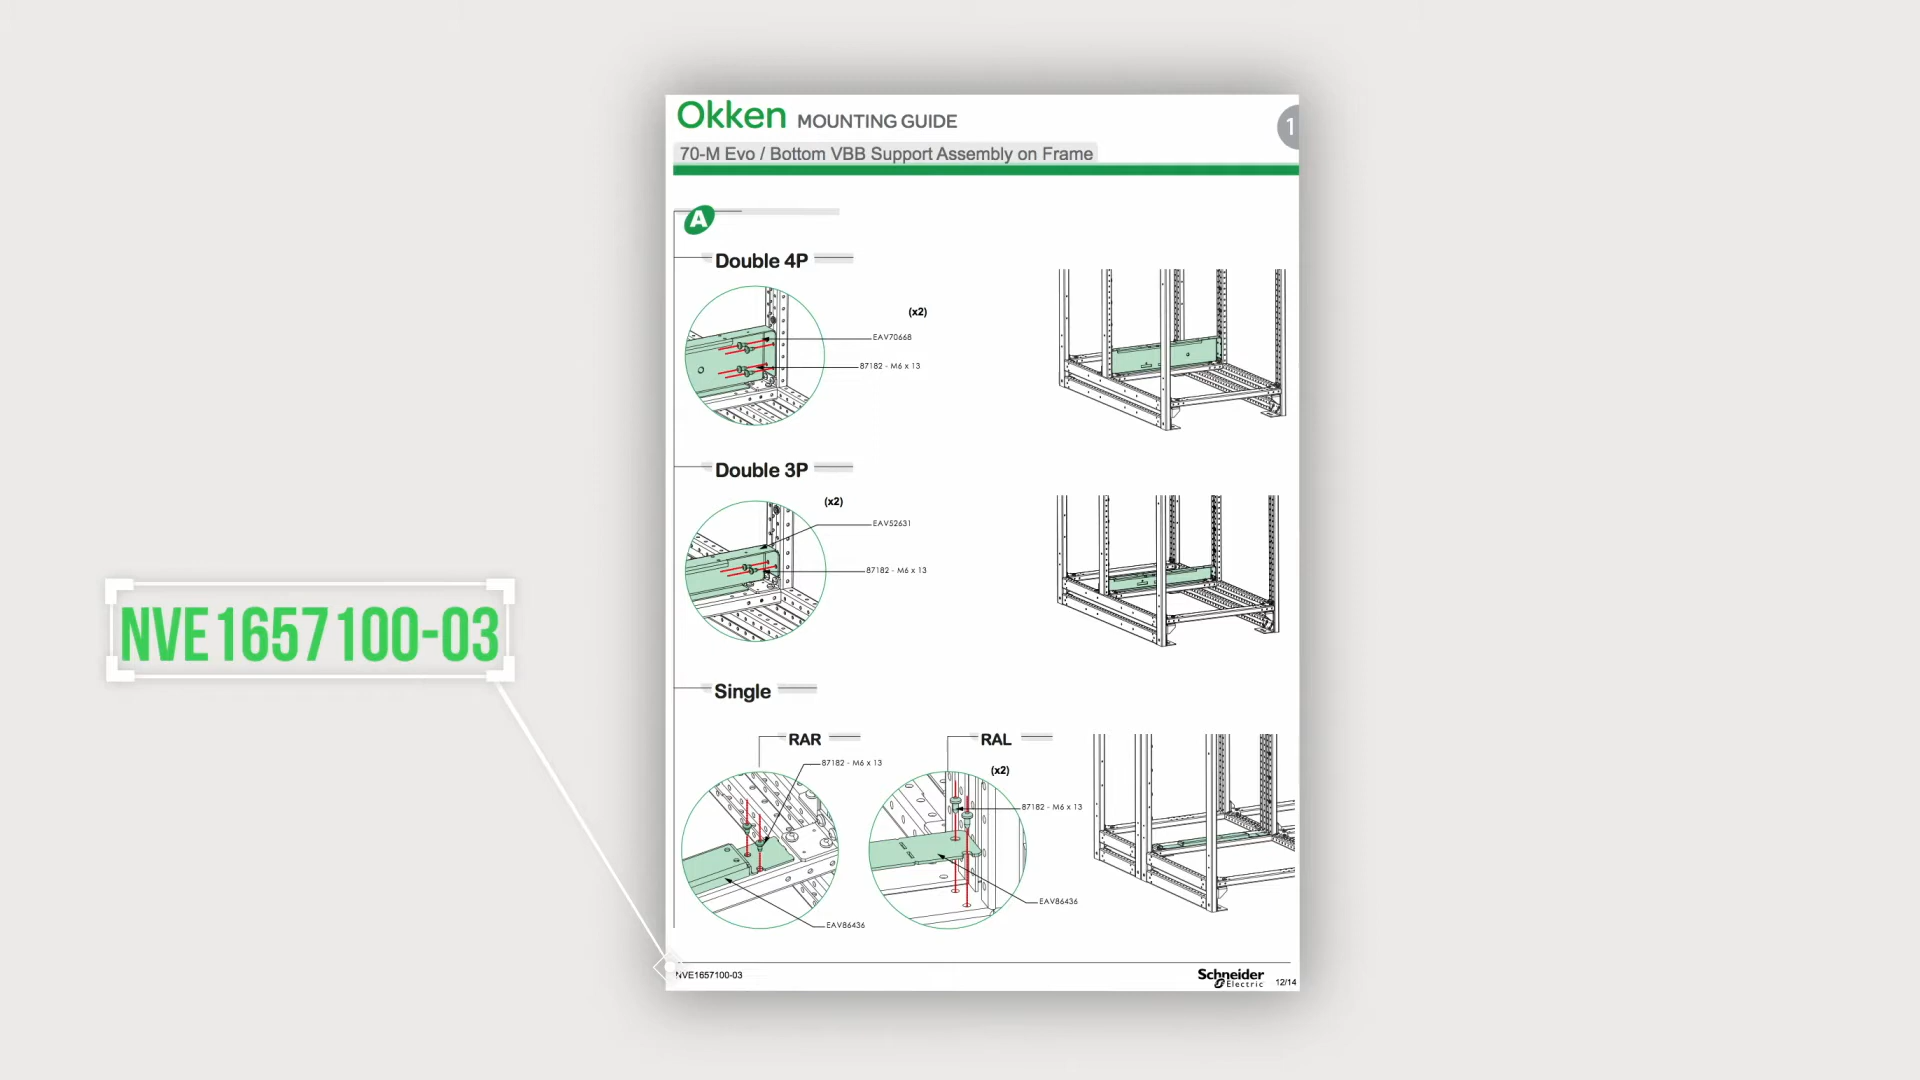 Okken MOUNTING GUIDE
1
70-M Evo / Bottom VBB Support Assembly on Frame
A
Double 4P
(x2)
EAV70668
87182 - M6 x 13
Double 3P
(x2)
EAV52631
87182 - M6 x 13
NVE1657100-03
Single
RAR
RAL
87182 - M6 x 13
(x2)
87182 - M6 x 13
EAV86436
EAV86436
NVE1657100-03
Schneider
Electric
12/14